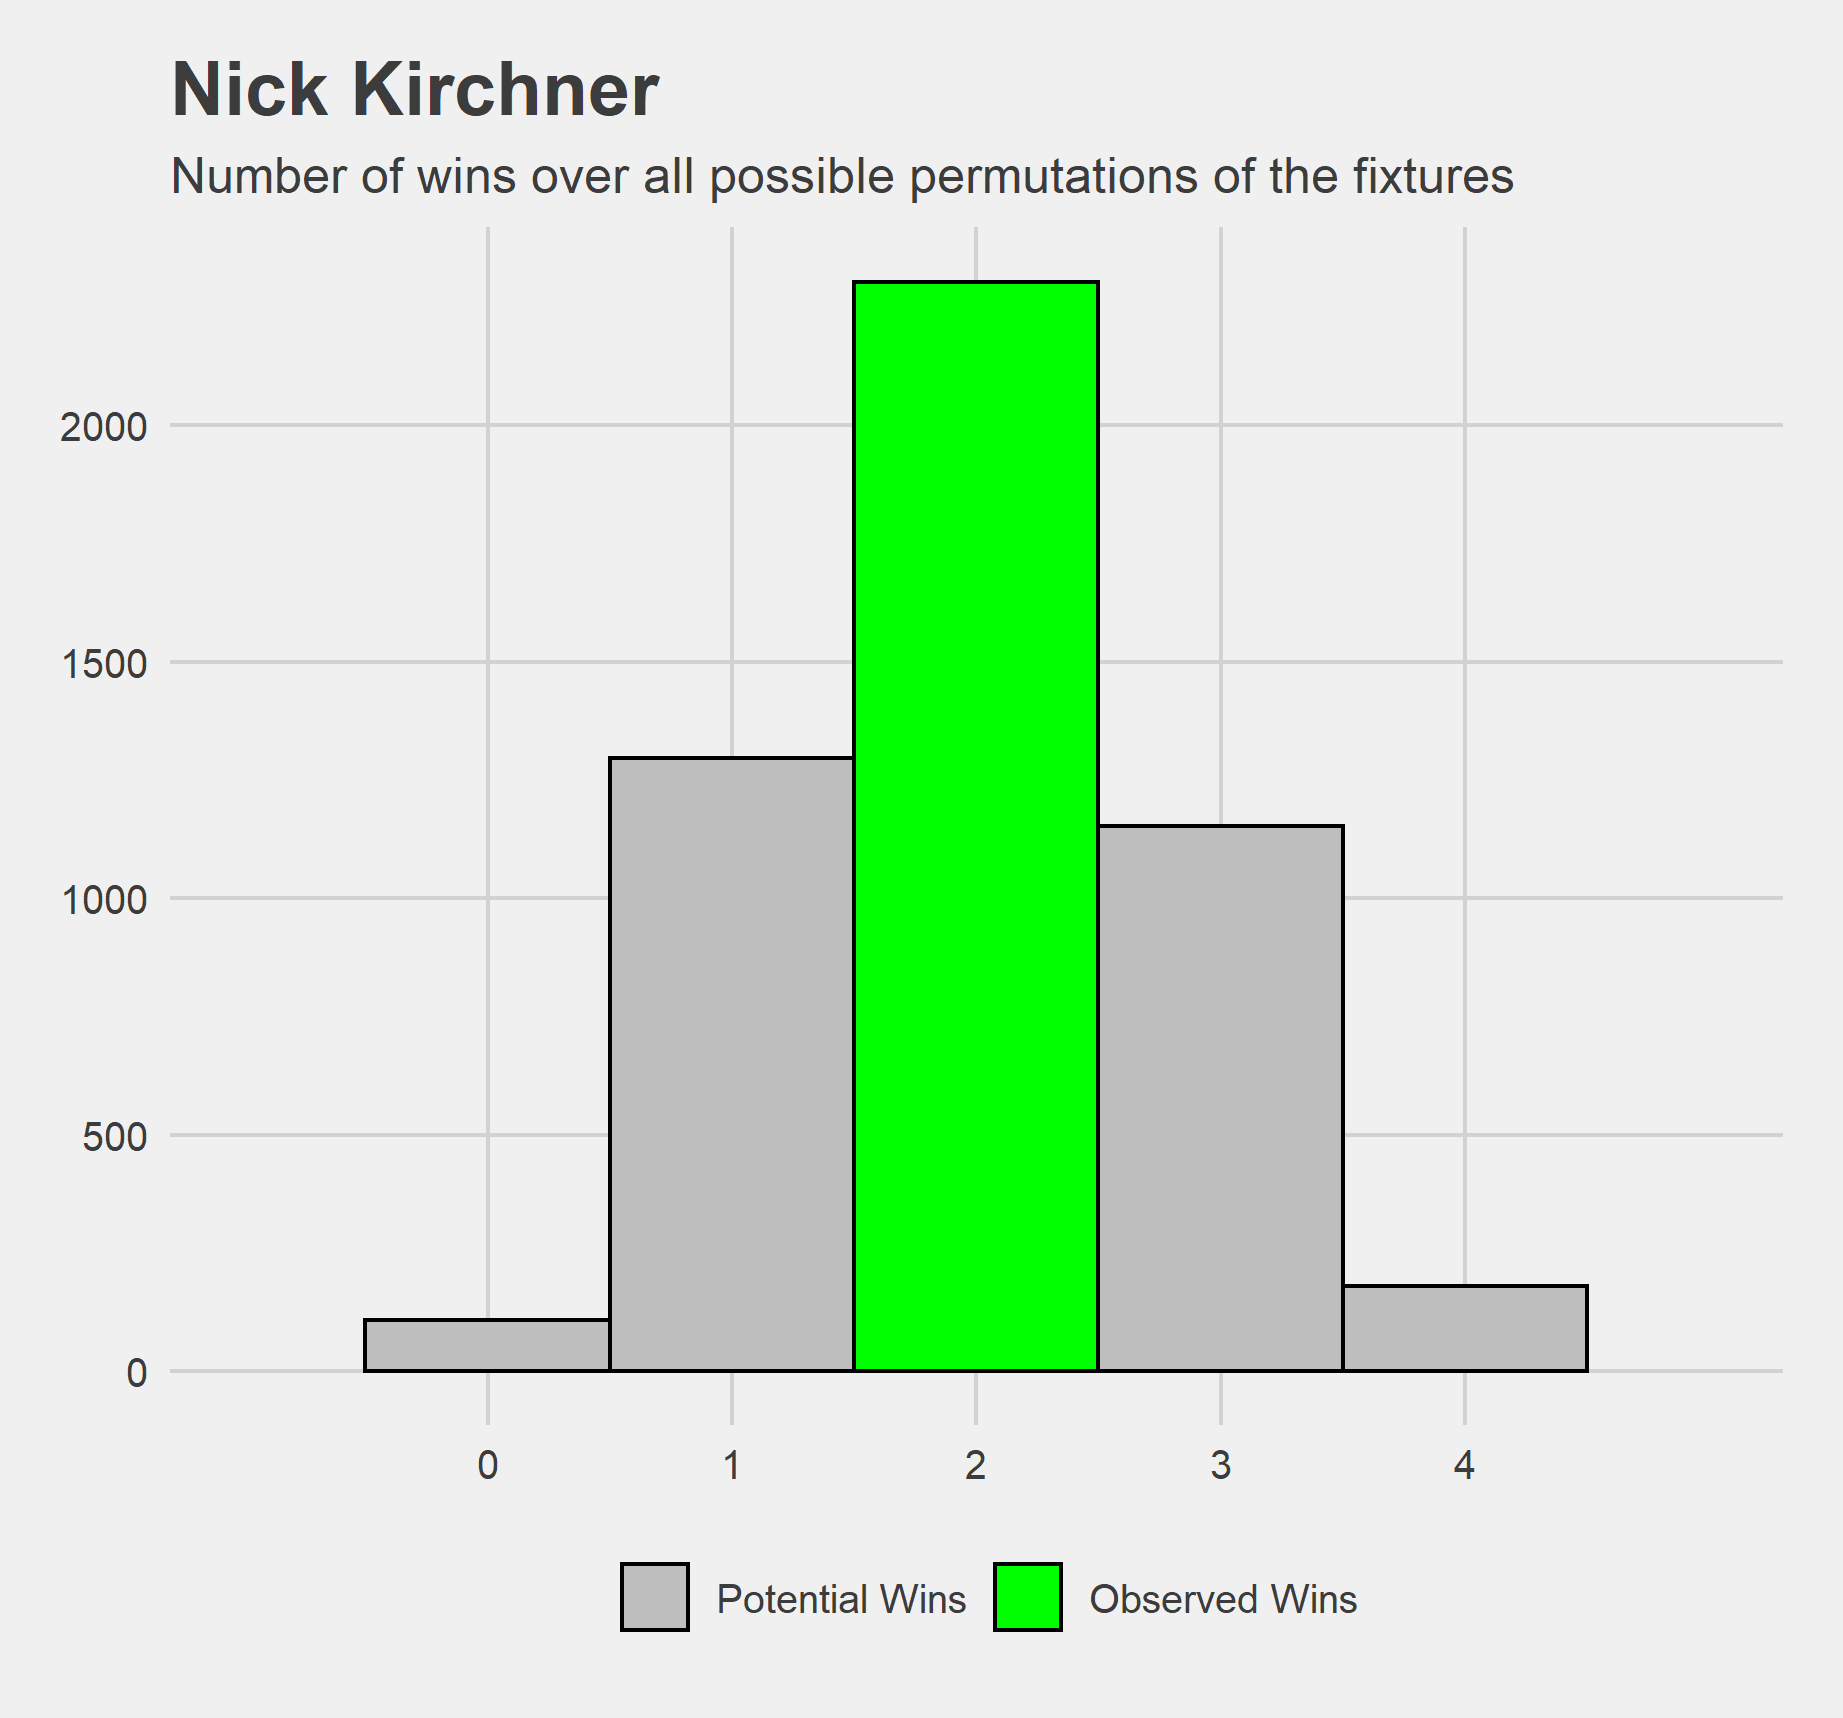 Nick Kirchner
Number of wins over all possible permutations of the fixtures
2000
1500
1000
500
0
0 1 2 3 4
Potential Wins Observed Wins